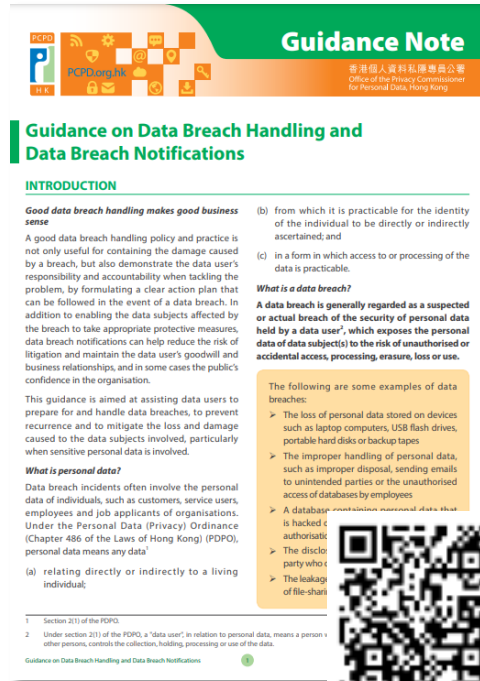 PCPD
HK
PCPD.org.hk
Guidance Note
香港個人資料私隱專員公署
Office of the Privacy Commissioner
for Personal Data, Hong Kong
Guidance on Data Breach Handling and
Data Breach Notifications
INTRODUCTION
Good data breach handling makes good business
sense
A good data breach handling policy and practice is
not only useful for containing the damage caused
by a breach, but also demonstrate the data user's
responsibility and accountability when tackling the
problem, by formulating a clear action plan that
can be followed in the event of a data breach. In
addition to enabling the data subjects affected by
the breach to take appropriate protective measures,
data breach notifications can help reduce the risk of
litigation and maintain the data user's goodwill and
business relationships, and in some cases the public's
confidence in the organisation.
This guidance is aimed at assisting data users to
prepare for and handle data breaches, to prevent
recurrence and to mitigate the loss and damage
caused to the data subjects involved, particularly
when sensitive personal data is involved.
What is personal data?
Data breach incidents often involve the personal
data of individuals, such as customers, service users,
employees and job applicants of organisations.
Under the Personal Data (Privacy) Ordinance
(Chapter 486 of the Laws of Hong Kong) (PDPO),
personal data means any data1
(a) relating directly or indirectly to a living
individual;
(b) from which it is practicable for the identity
of the individual to be directly or indirectly
ascertained; and
(c) in a form in which access to or processing of the
data is practicable.
What is a data breach?
A data breach is generally regarded as a suspected
or actual breach of the security of personal data
held by a data user2, which exposes the personal
data of data subject(s) to the risk of unauthorised or
accidental access, processing, erasure, loss or use.
The following are some examples of data
breaches:
➢ The loss of personal data stored on devices
such as laptop computers, USB flash drives,
portable hard disks or backup tapes
➢ The improper handling of personal data,
such as improper disposal, sending emails
to unintended parties or the unauthorised
access of databases by employees
➢ A database containing personal data that
is hacked
➢ The
party who
➢ The leakage
1 Section 2(1) of the PDPO.
2 Under section 2(1) of the PDPO, a "data user", in relation to personal data, means a person
other persons, controls the collection, holding, processing or use of the data.
Guidance on Data Breach Handling and Data Breach Notifications 1